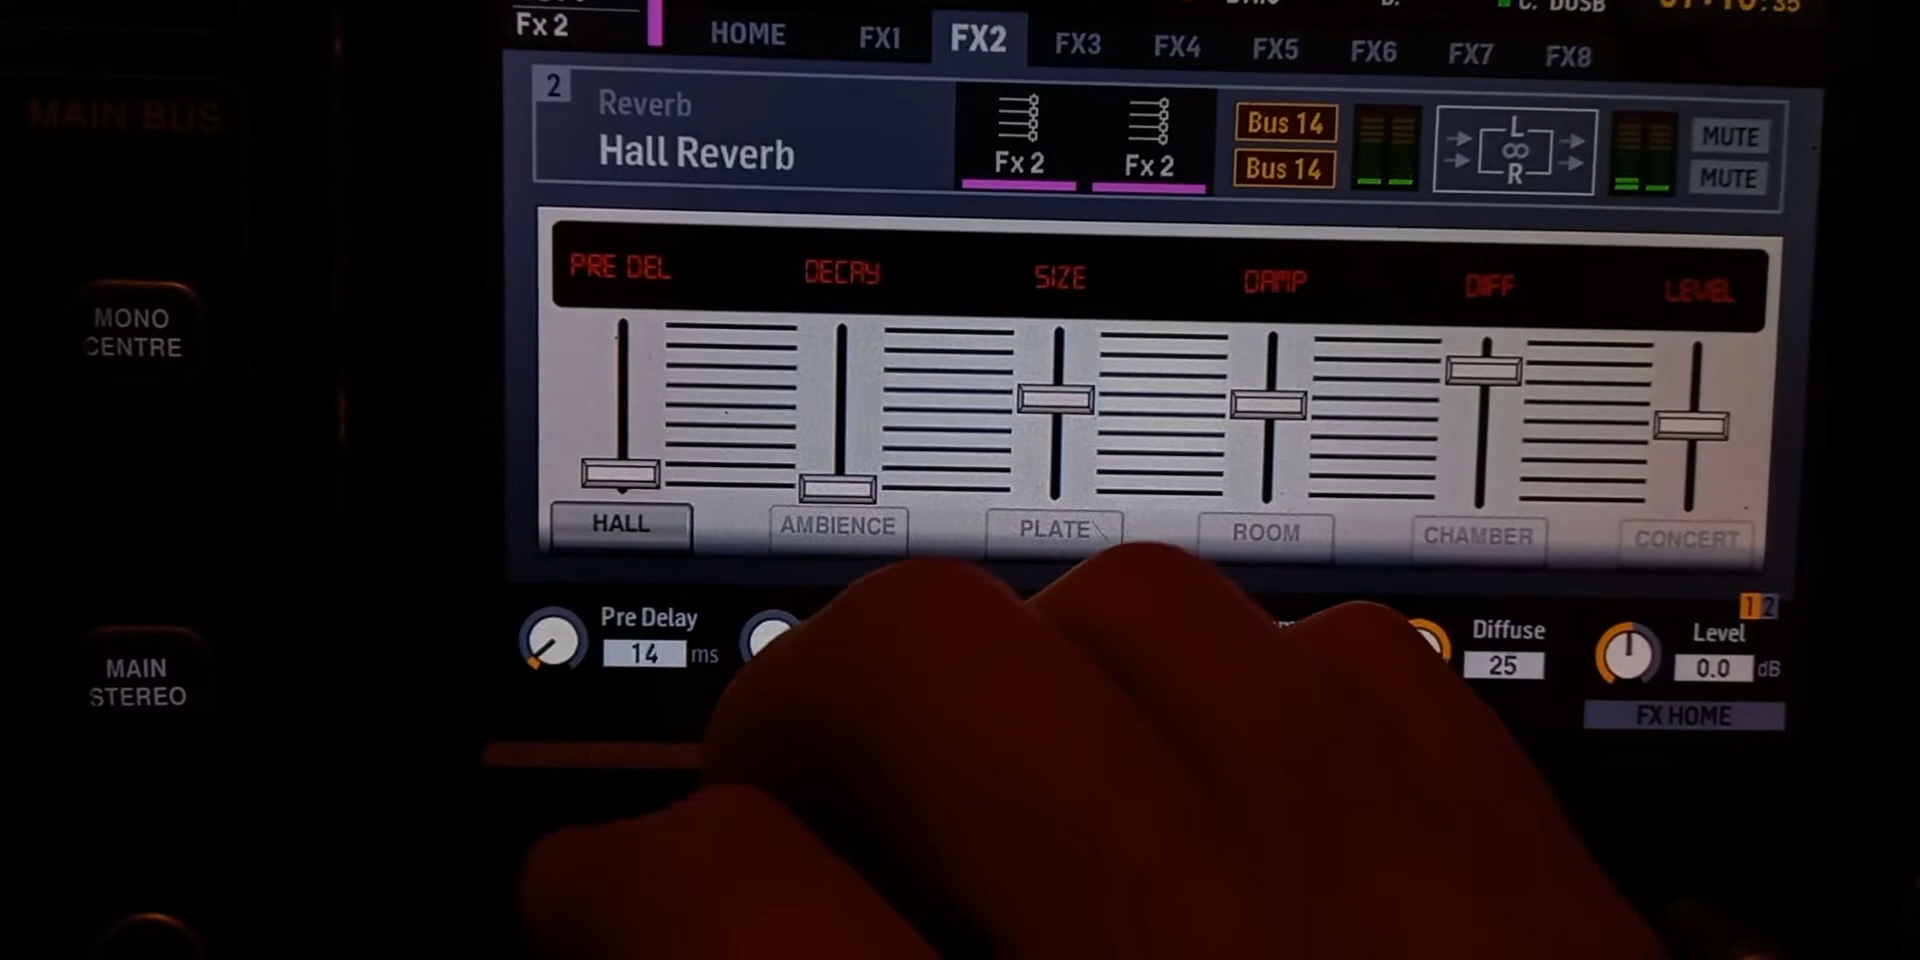 Fx 2
HOME FX1 FX2 FX3 FX4 FX5 FX6 FX7 FX8
MAIN BUS
2
Reverb
Hall Reverb
Fx 2
Fx 2
Bus 14
Bus 14
L
R
MUTE
MUTE
PRE DEL DECAY SIZE DAMP DIFF LEVEL
MONO
CENTRE
HALL AMBIENCE PLATE ROOM CHAMBER CONCERT
1 2
Pre Delay
14 ms
Diffuse
25
Level
0.0 dB
MAIN
STEREO
FX HOME